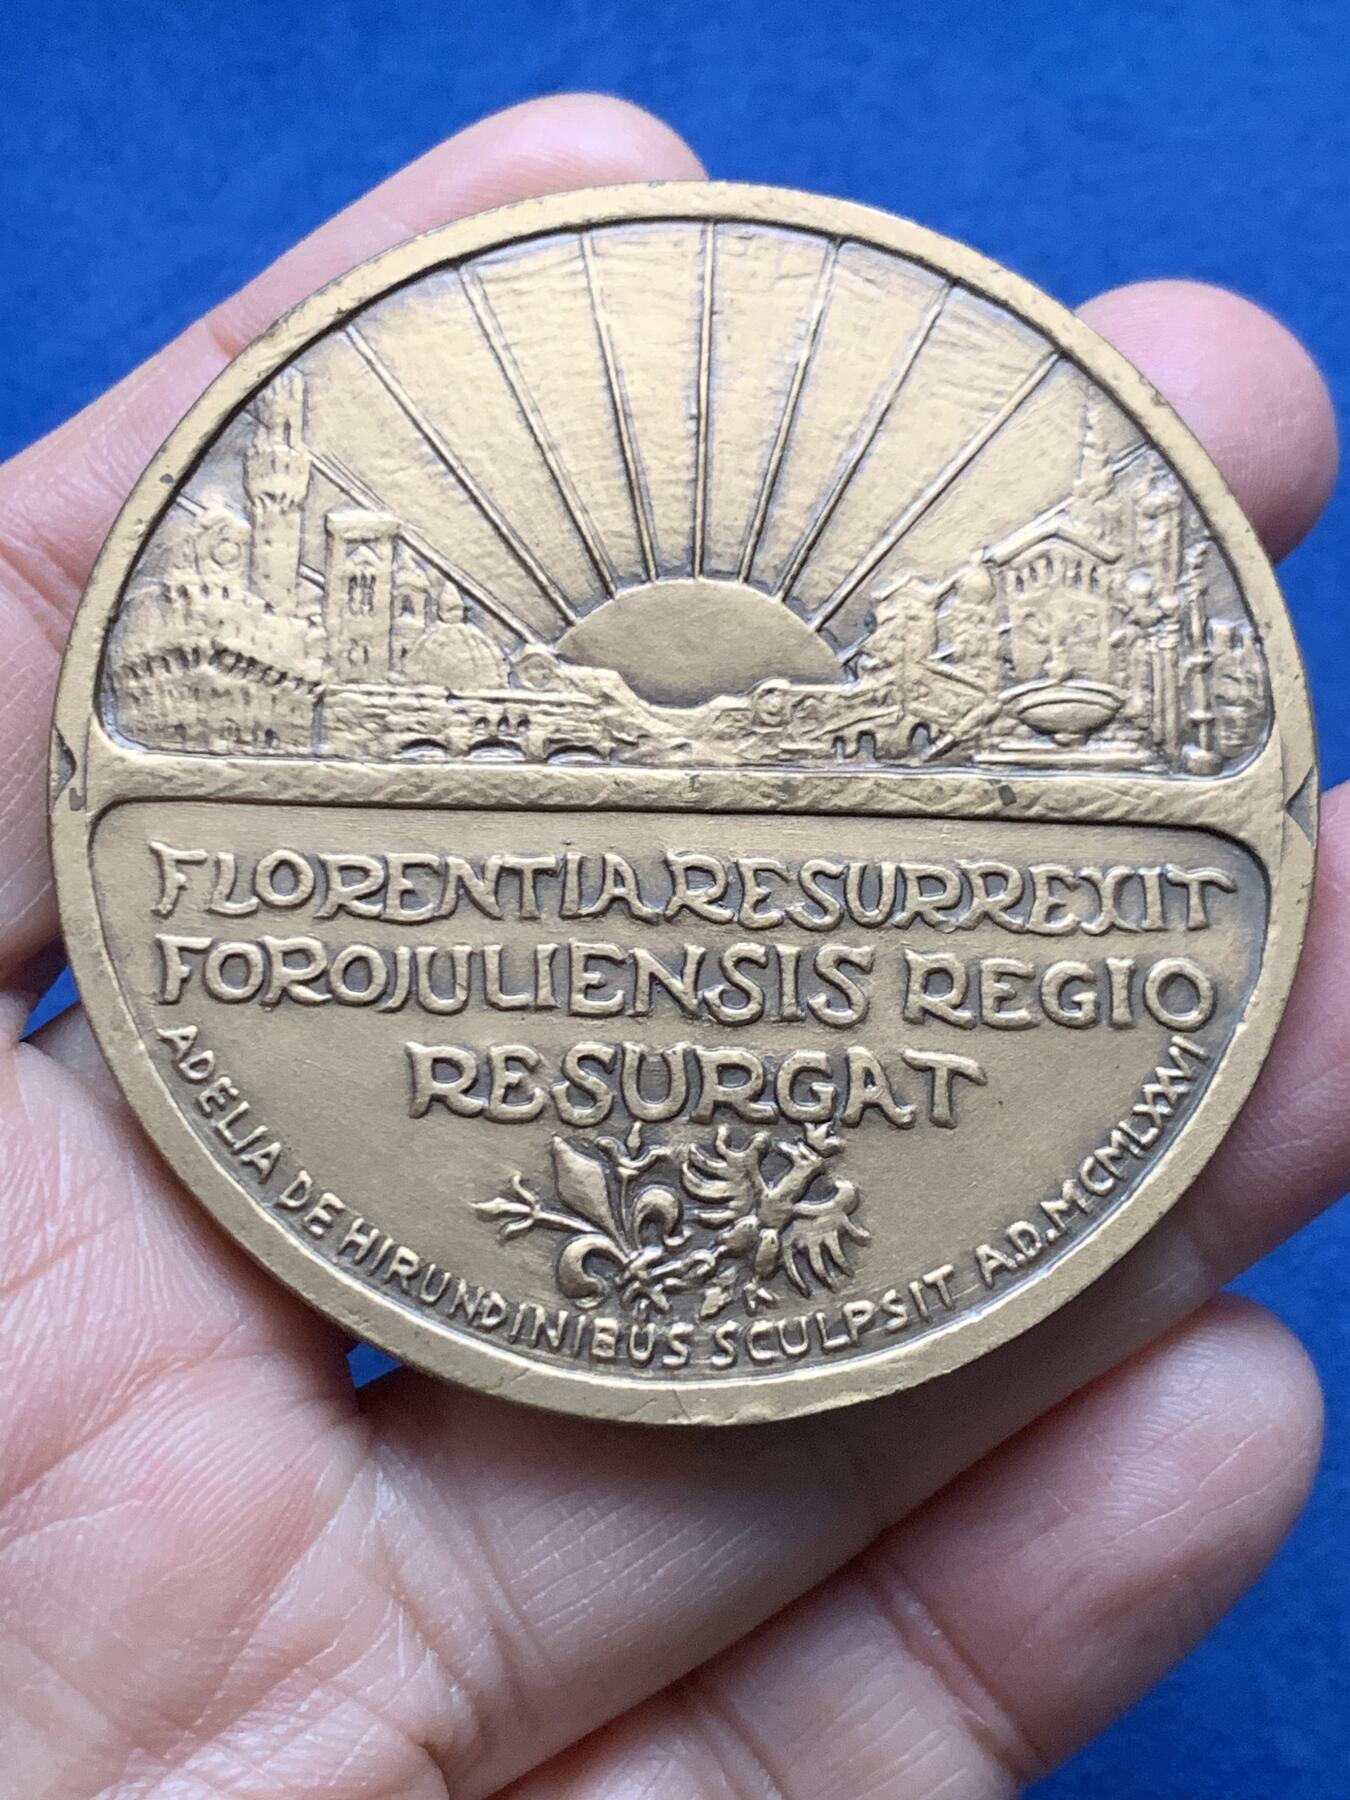 FLORENTIA RESURREXIT
FOROJULIENSIS REGIO
RESURGAT
ADELIA DE HIRUNDINIBUS SCULPSIT A.D.MCMLXXVI